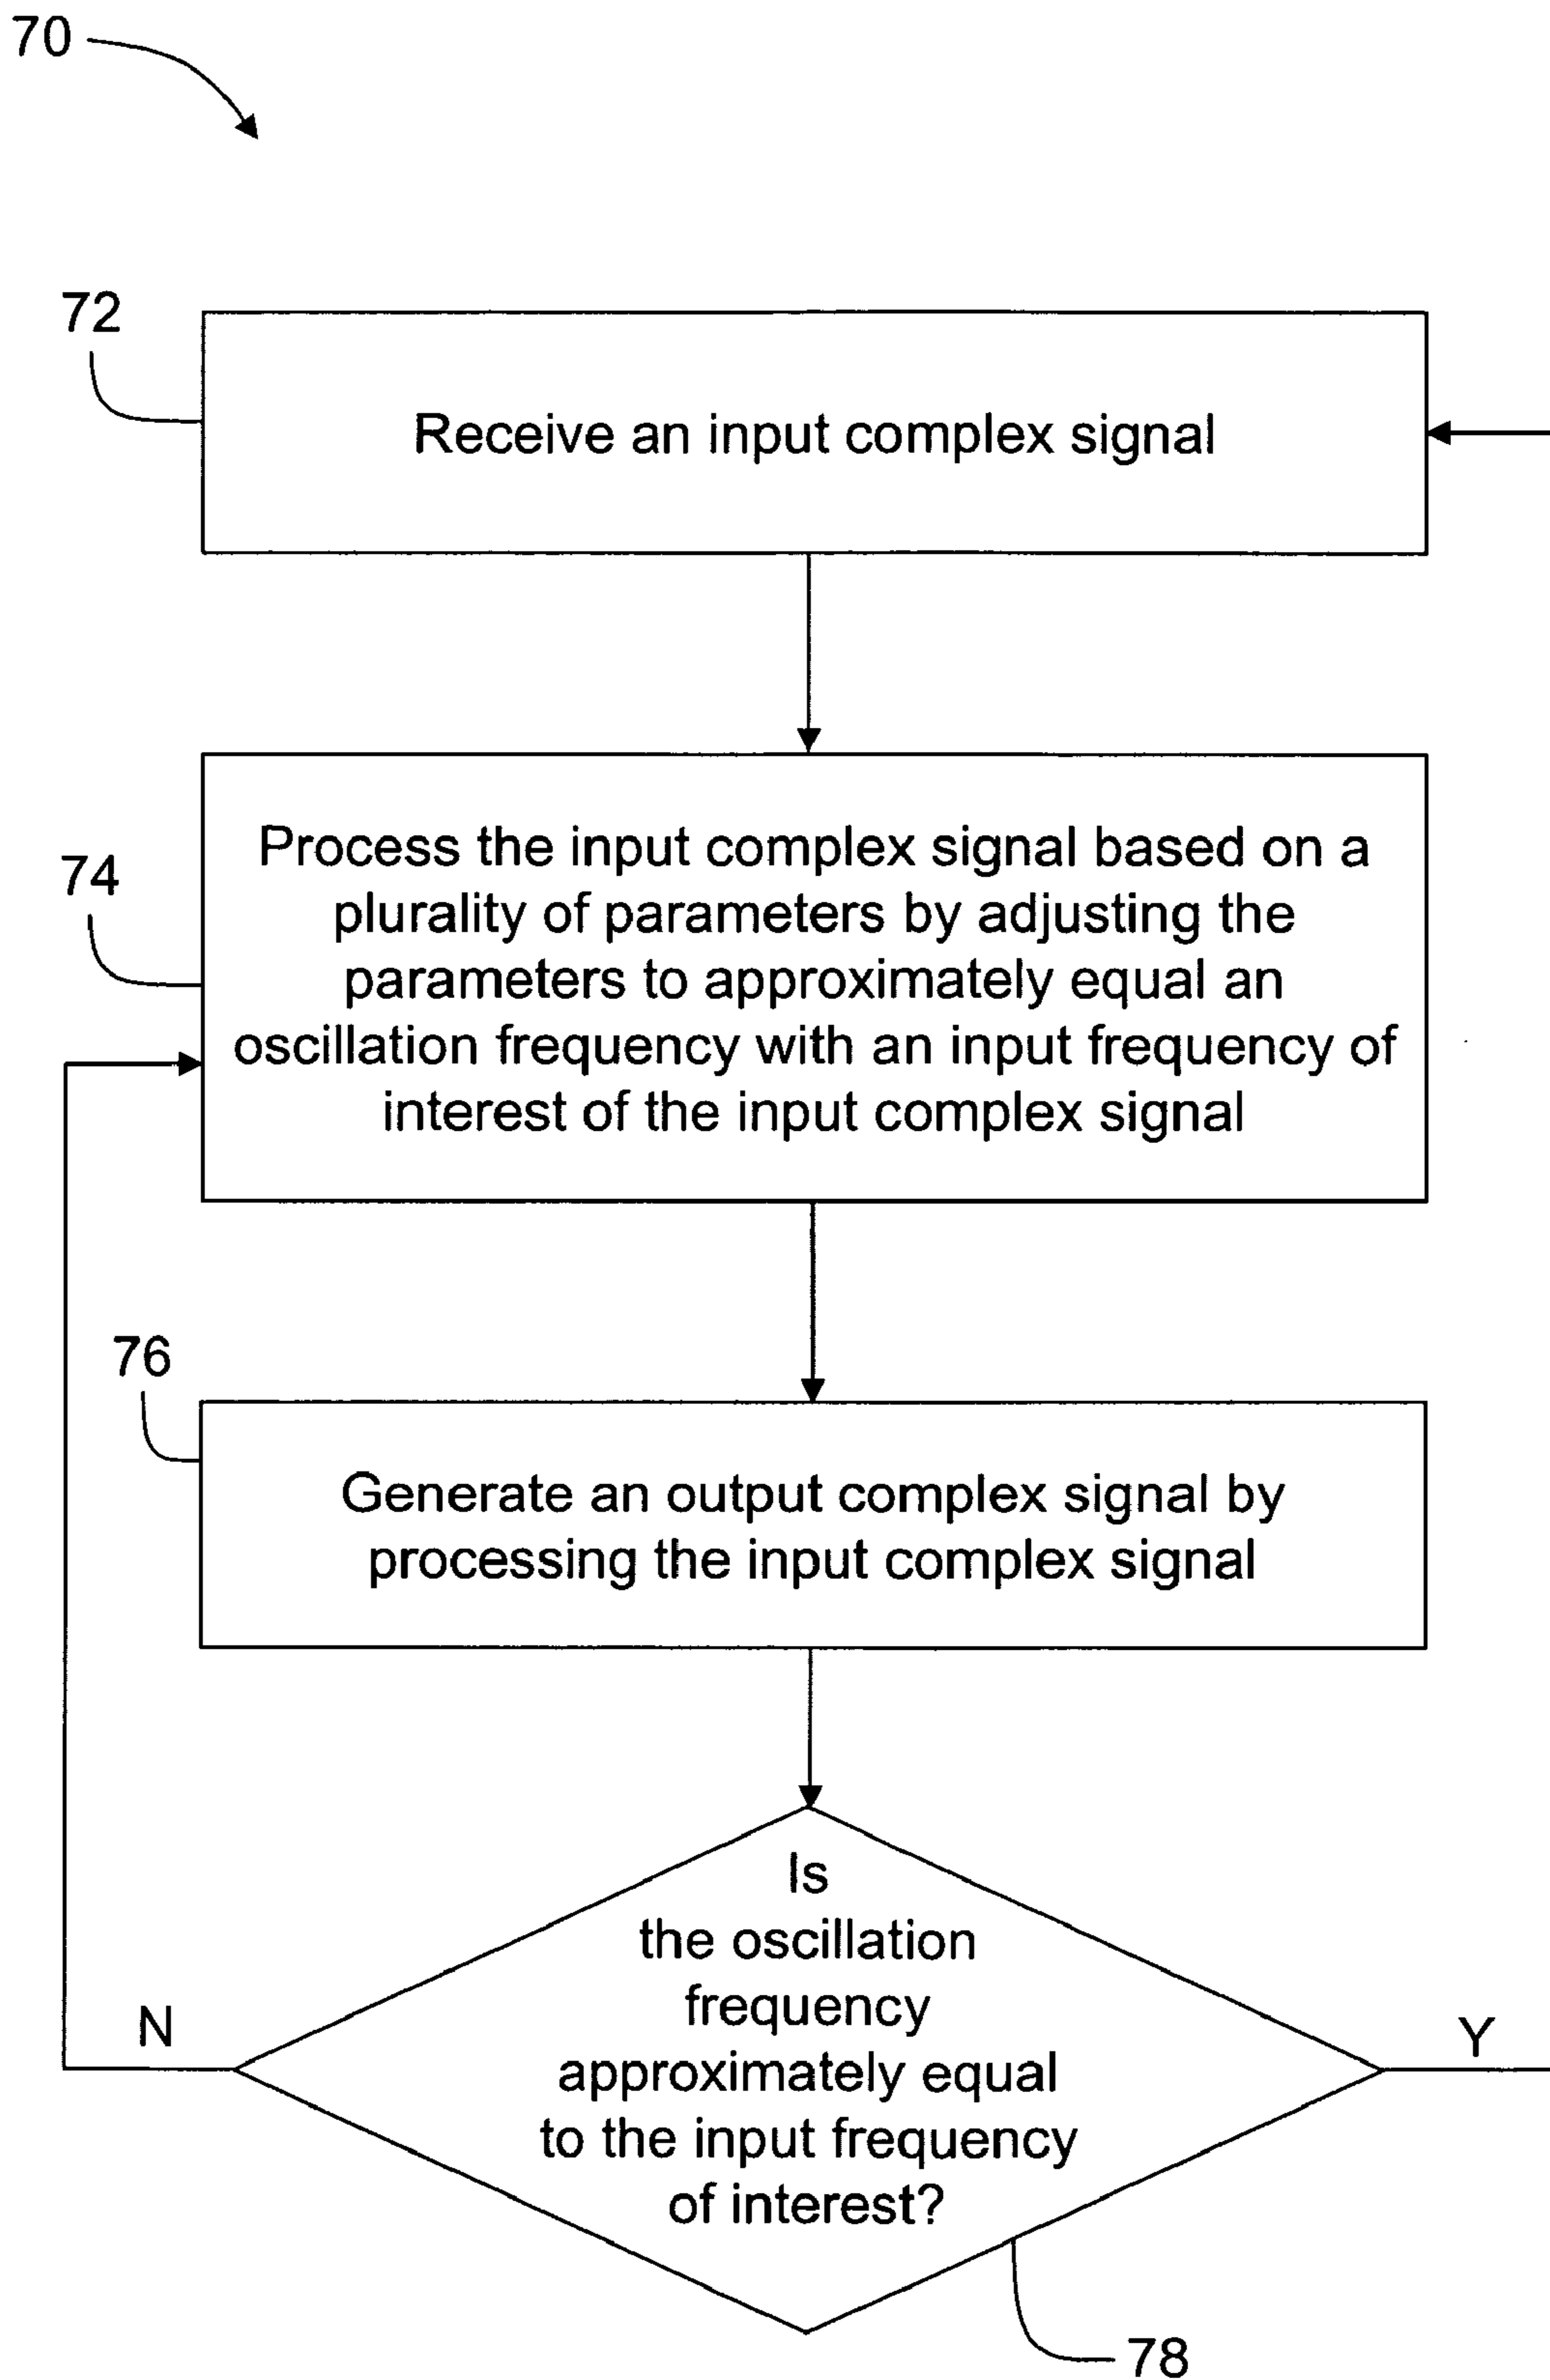 70
72
Receive an input complex signal
74
Process the input complex signal based on a
plurality of parameters by adjusting the
parameters to approximately equal an
oscillation frequency with an input frequency of
interest of the input complex signal
76
Generate an output complex signal by
processing the input complex signal
Is
the oscillation
frequency
approximately equal
to the input frequency
of interest?
N
Y
78